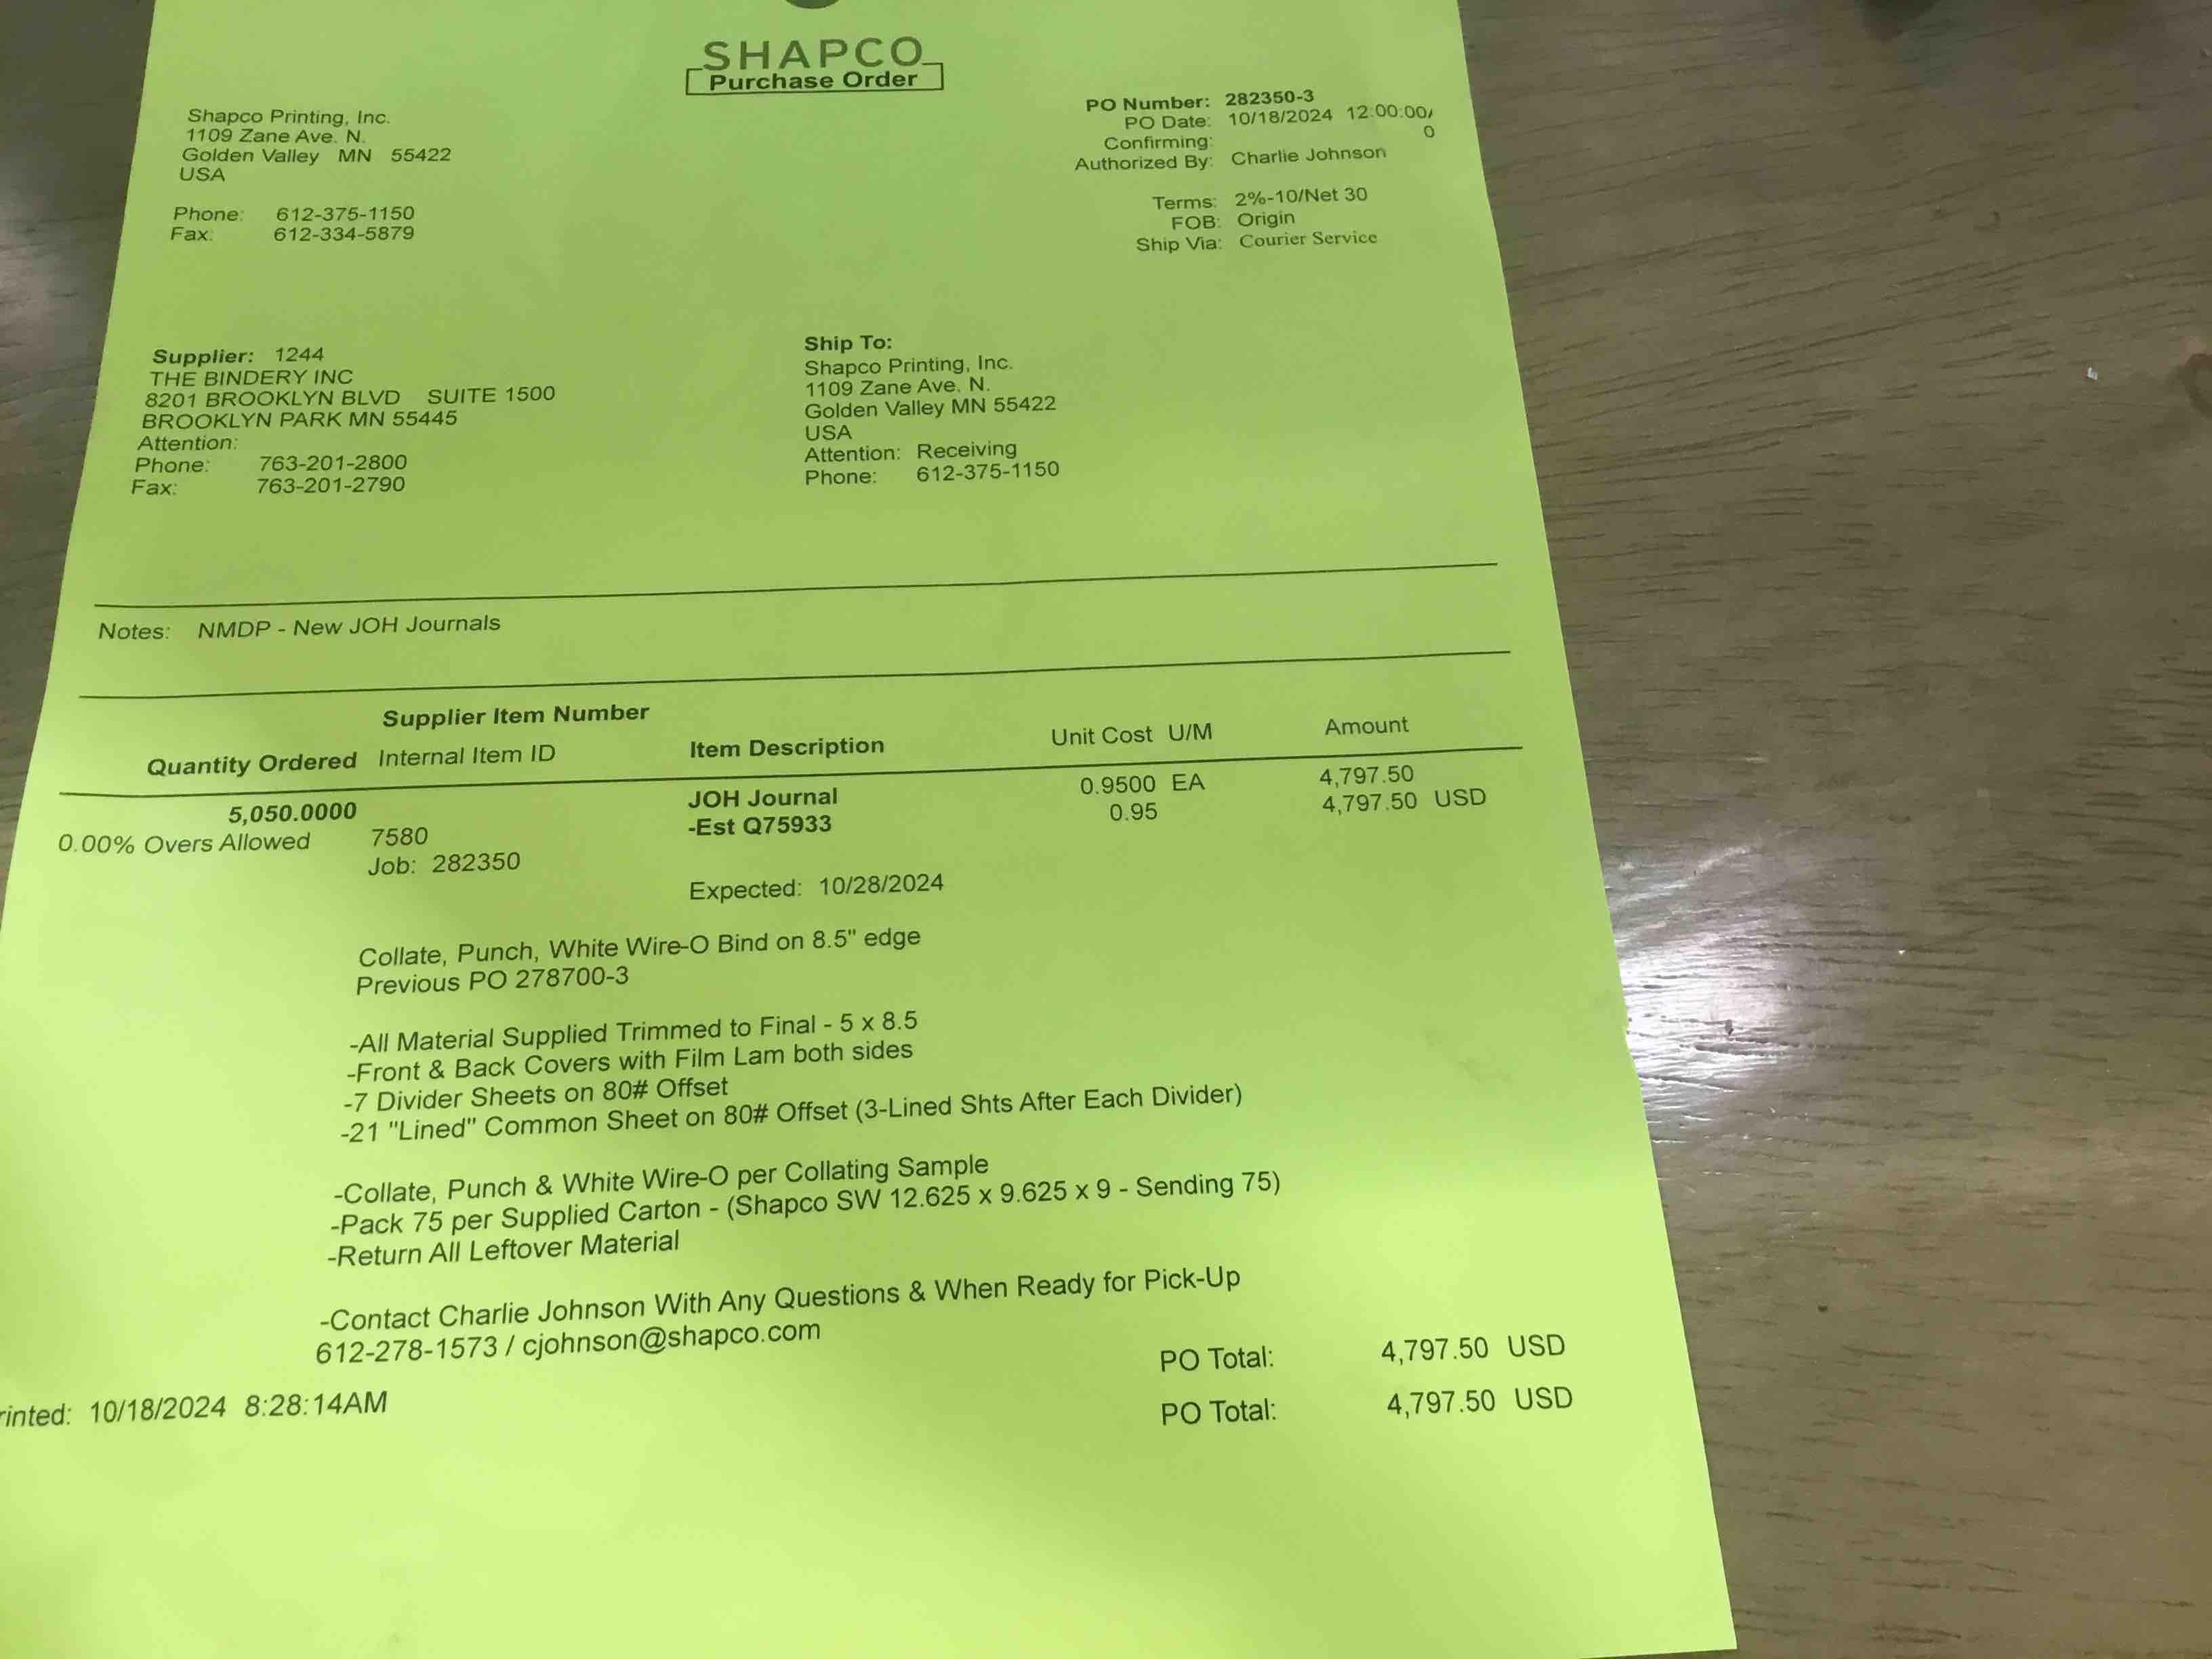 SHAPCO
Purchase Order
Shapco Printing, Inc.
1109 Zane Ave. N.
Golden Valley MN 55422
USA
Phone: 612-375-1150
Fax: 612-334-5879
PO Number: 282350-3
PO Date: 10/18/2024 12:00:00/
0
Confirming:
Authorized By: Charlie Johnson
Terms: 2%-10/Net 30
FOB: Origin
Ship Via: Courier Service
Supplier: 1244
THE BINDERY INC
8201 BROOKLYN BLVD SUITE 1500
BROOKLYN PARK MN 55445
Attention:
Phone: 763-201-2800
Fax: 763-201-2790
Ship To:
Shapco Printing, Inc.
1109 Zane Ave. N.
Golden Valley MN 55422
USA
Attention: Receiving
Phone: 612-375-1150
Notes: NMDP - New JOH Journals
Supplier Item Number
Quantity Ordered Internal Item ID Item Description Unit Cost U/M Amount
5,050.0000 JOH Journal 0.9500 EA 4,797.50
0.00% Overs Allowed 7580 -Est Q75933 0.95 4,797.50 USD
Job: 282350
Expected: 10/28/2024
Collate, Punch, White Wire-O Bind on 8.5" edge
Previous PO 278700-3
-All Material Supplied Trimmed to Final - 5 x 8.5
-Front & Back Covers with Film Lam both sides
-7 Divider Sheets on 80# Offset
-21 "Lined" Common Sheet on 80# Offset (3-Lined Shts After Each Divider)
-Collate, Punch & White Wire-O per Collating Sample
-Pack 75 per Supplied Carton - (Shapco SW 12.625 x 9.625 x 9 - Sending 75)
-Return All Leftover Material
-Contact Charlie Johnson With Any Questions & When Ready for Pick-Up
612-278-1573 / cjohnson@shapco.com
PO Total: 4,797.50 USD
rinted: 10/18/2024 8:28:14AM
PO Total: 4,797.50 USD